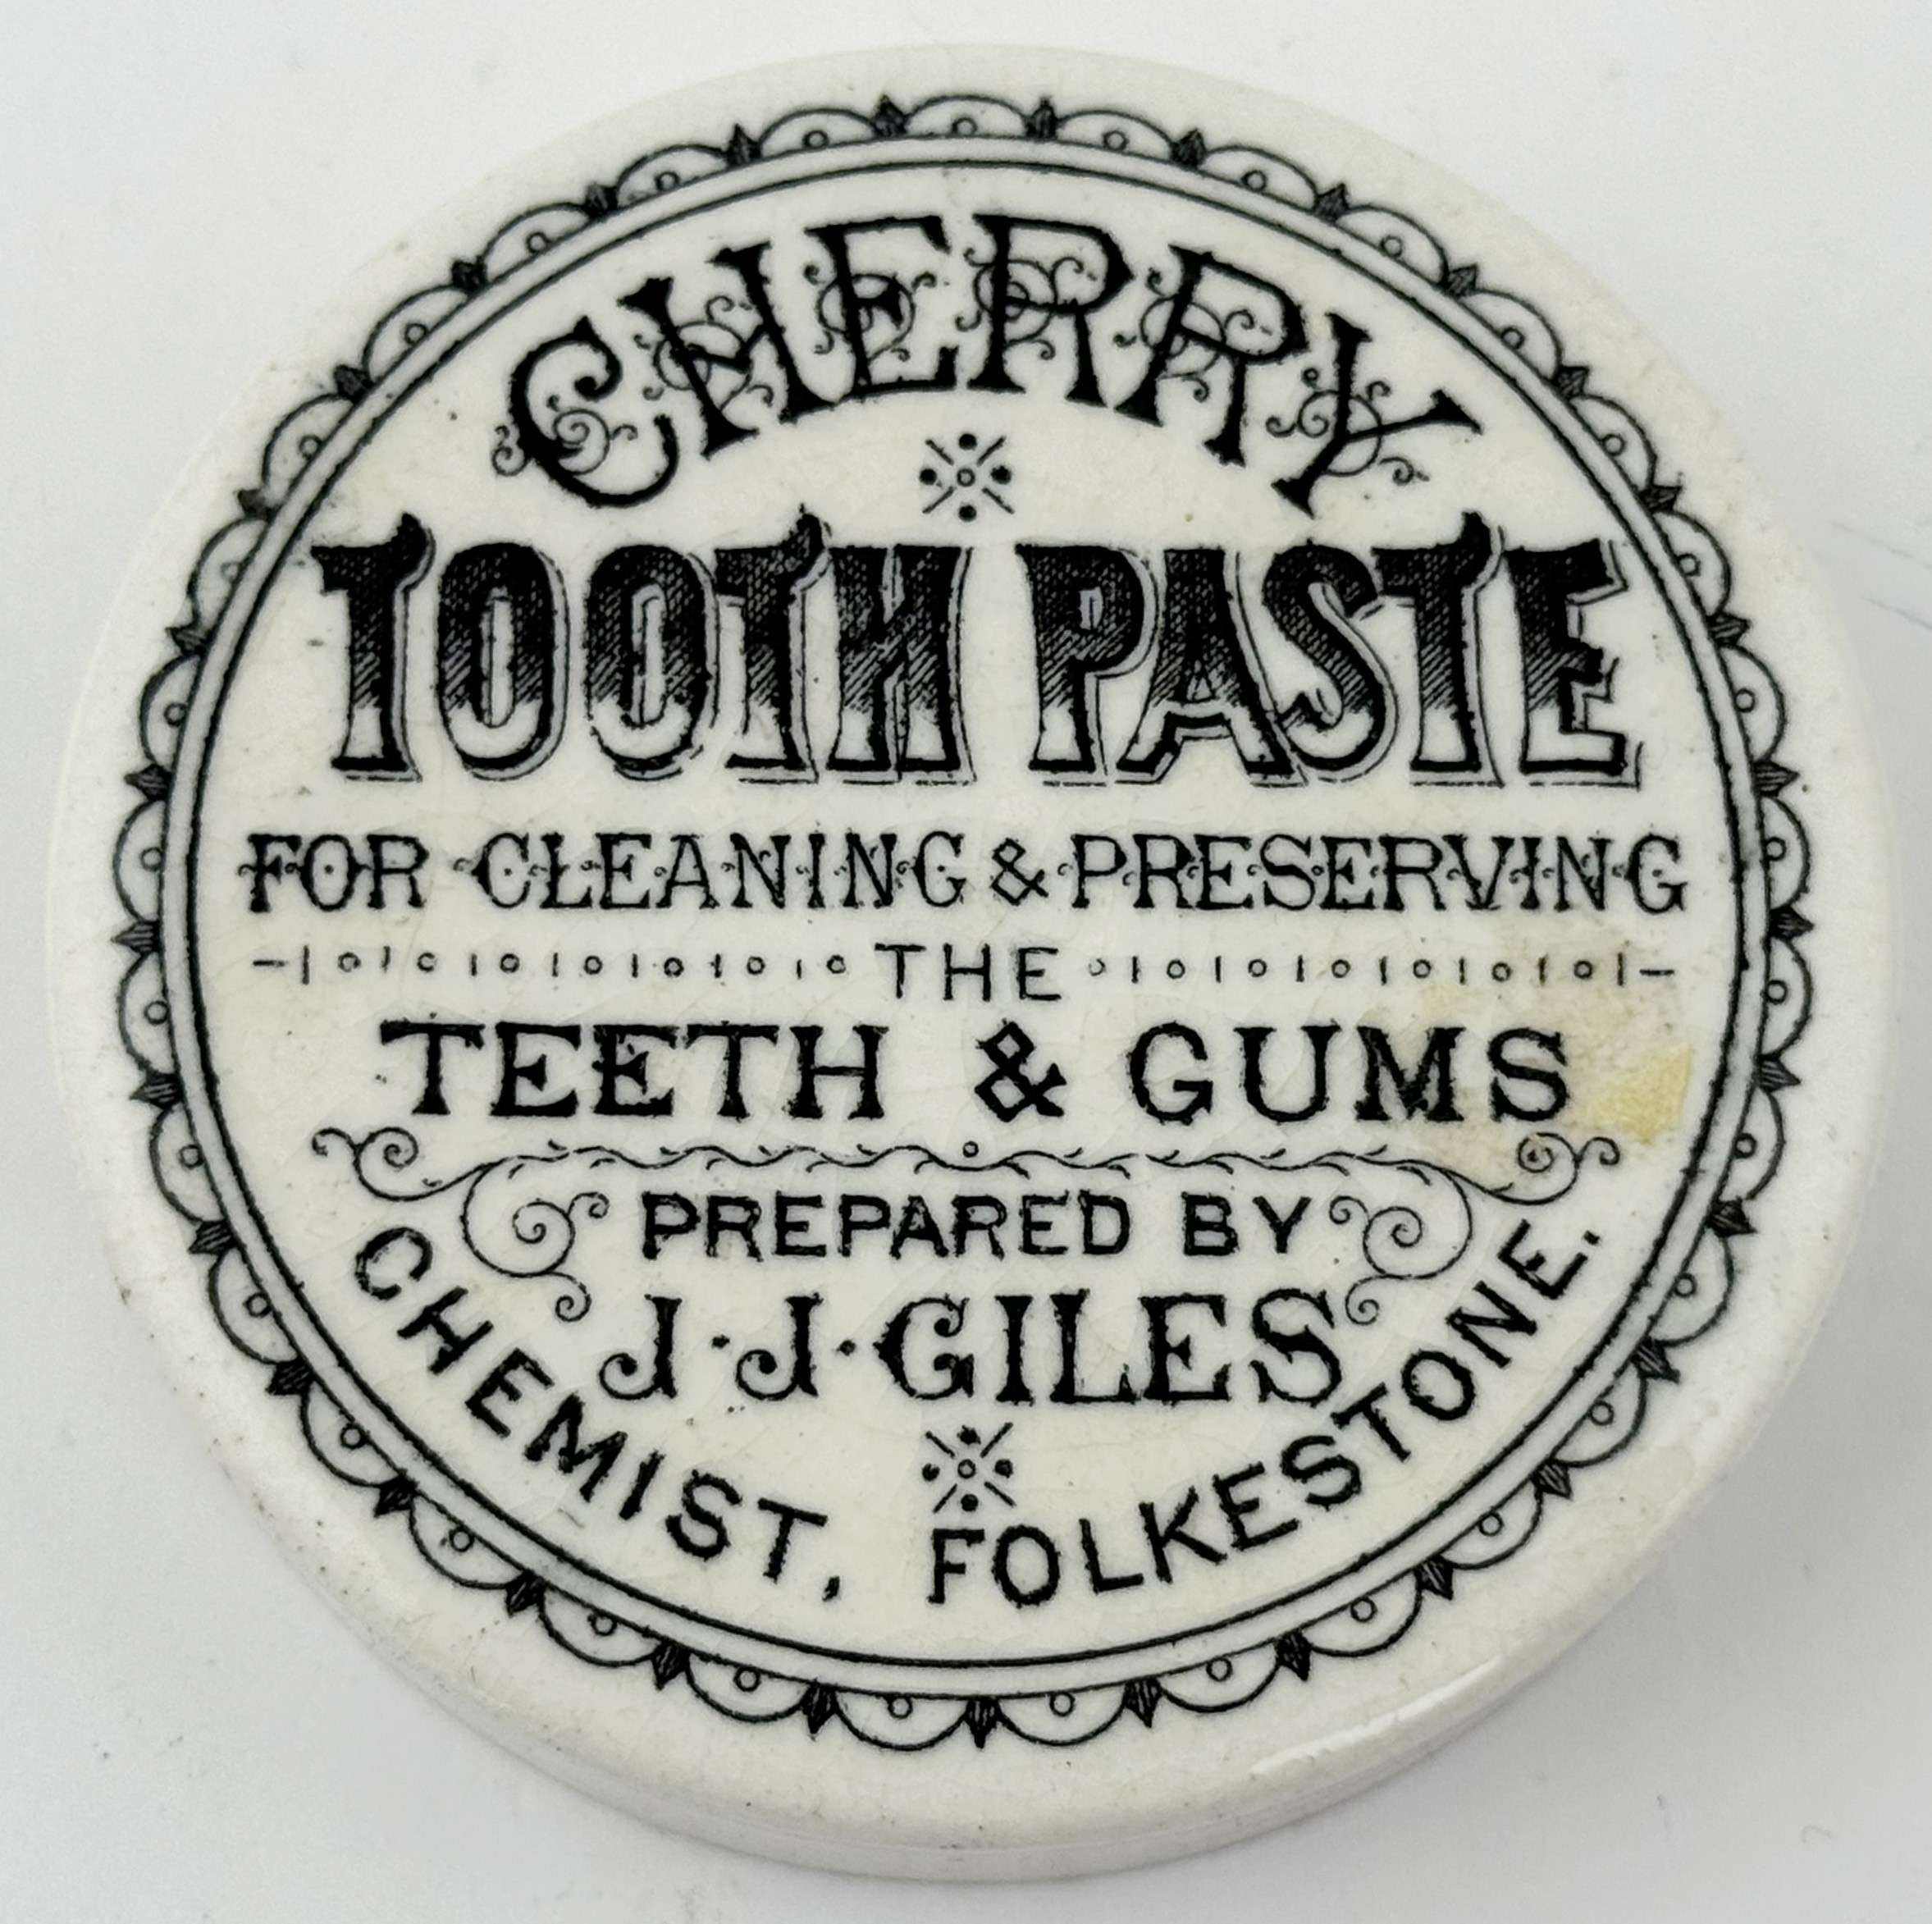 CHERRY
TOOTH PASTE
FOR CLEANING & PRESERVING
THE
TEETH & GUMS
PREPARED BY
J·J·GILES
CHEMIST, FOLKESTONE.